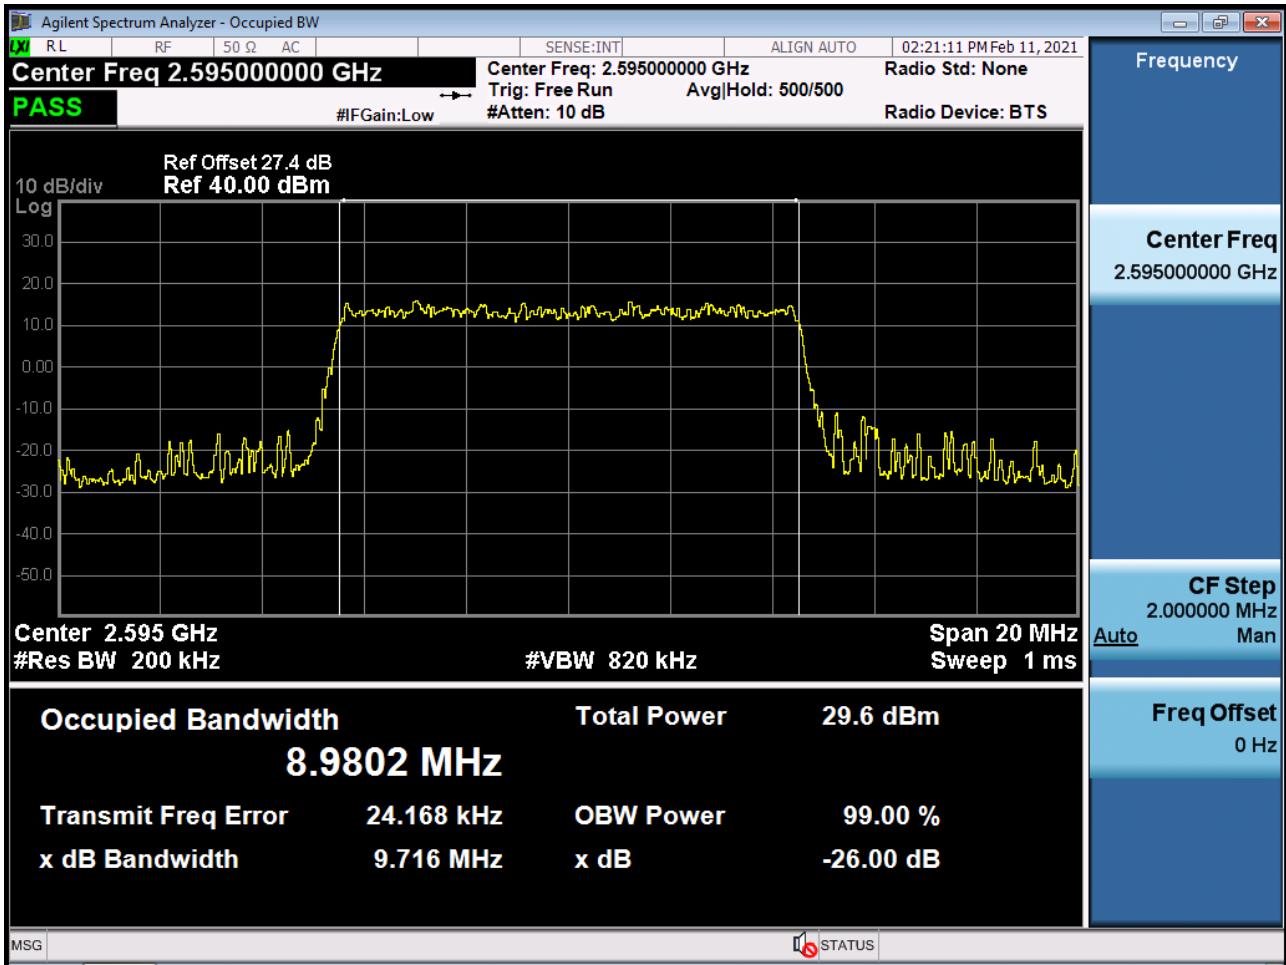 Agilent Spectrum Analyzer - Occupied BW
LXI RL RF 50 Ω AC SENSE:INT ALIGN AUTO 02:21:11 PM Feb 11, 2021
Center Freq 2.595000000 GHz
Center Freq: 2.595000000 GHz
Radio Std: None
Trig: Free Run
Avg|Hold: 500/500
PASS
#IFGain:Low
#Atten: 10 dB
Radio Device: BTS
Ref Offset 27.4 dB
10 dB/div
Ref 40.00 dBm
Log
30.0
20.0
10.0
0.00
-10.0
-20.0
-30.0
-40.0
-50.0
Center 2.595 GHz
Span 20 MHz
#Res BW 200 kHz
#VBW 820 kHz
Sweep 1 ms
Occupied Bandwidth
Total Power 29.6 dBm
8.9802 MHz
Transmit Freq Error 24.168 kHz
OBW Power 99.00 %
x dB Bandwidth 9.716 MHz
x dB -26.00 dB
Frequency
Center Freq
2.595000000 GHz
CF Step
2.000000 MHz
Auto Man
Freq Offset
0 Hz
MSG
STATUS